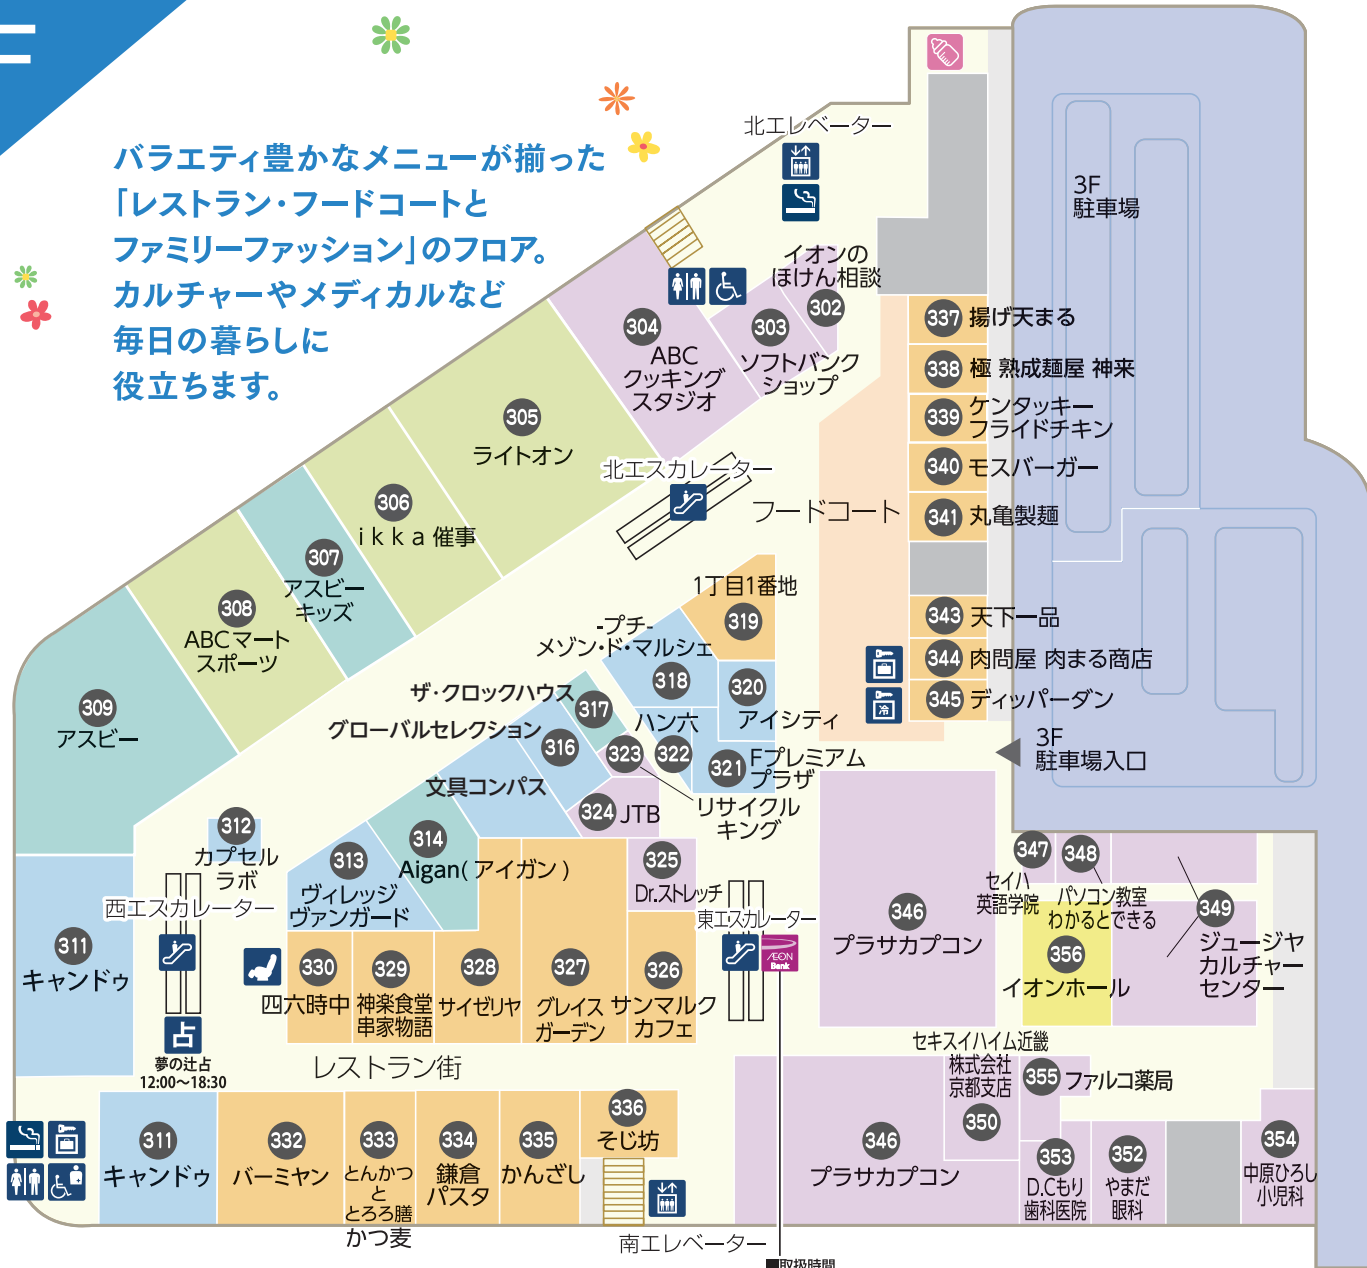 バラエティ豊かなメニューが揃った
「レストラン・フードコートと
ファミリーファッション」のフロア。
カルチャーやメディカルなど
毎日の暮らしに
役立ちます。
北エレベーター
3F
駐車場
イオンの
ほけん相談
302
303
ソフトバンク
ショップ
304
ABC
クッキング
スタジオ
305
ライトオン
306
ikka 催事
307
アスビー
キッズ
308
ABCマート
スポーツ
309
アスビー
北エスカレーター
フードコート
337 揚げ天まる
338 極 熟成麺屋 神来
339 ケンタッキー
フライドチキン
340 モスバーガー
341 丸亀製麺
343 天下一品
344 肉問屋 肉まる商店
345 ディッパーダン
冷
3F
駐車場入口
1丁目1番地
319
-プチ-
メゾン・ド・マルシェ
318
320
アイシティ
ザ・クロックハウス
317
グローバルセレクション
316
ハン六
322
321 Fプレミアム
プラザ
323
リサイクル
キング
文具コンパス
324 JTB
325
Dr.ストレッチ
314
Aigan(アイガン)
313
ヴィレッジ
ヴァンガード
312
カプセル
ラボ
西エスカレーター
東エスカレーター
AEON
Bank
311
キャンドゥ
占
夢の辻占
12:00〜18:30
330
四六時中
329
神楽食堂
串家物語
328
サイゼリヤ
327
グレイス
ガーデン
326
サンマルク
カフェ
レストラン街
311
キャンドゥ
332
バーミヤン
333
とんかつ
と
とろろ膳
かつ麦
334
鎌倉
パスタ
335
かんざし
336
そじ坊
南エレベーター
■取扱時間
346
プラサカプコン
347
セイハ
英語学院
348
パソコン教室
わかるとできる
349
ジュージヤ
カルチャー
センター
356
イオンホール
346
プラサカプコン
セキスイハイム近畿
株式会社
京都支店
350
355 ファルコ薬局
353
D.Cもり
歯科医院
352
やまだ
眼科
354
中原ひろし
小児科